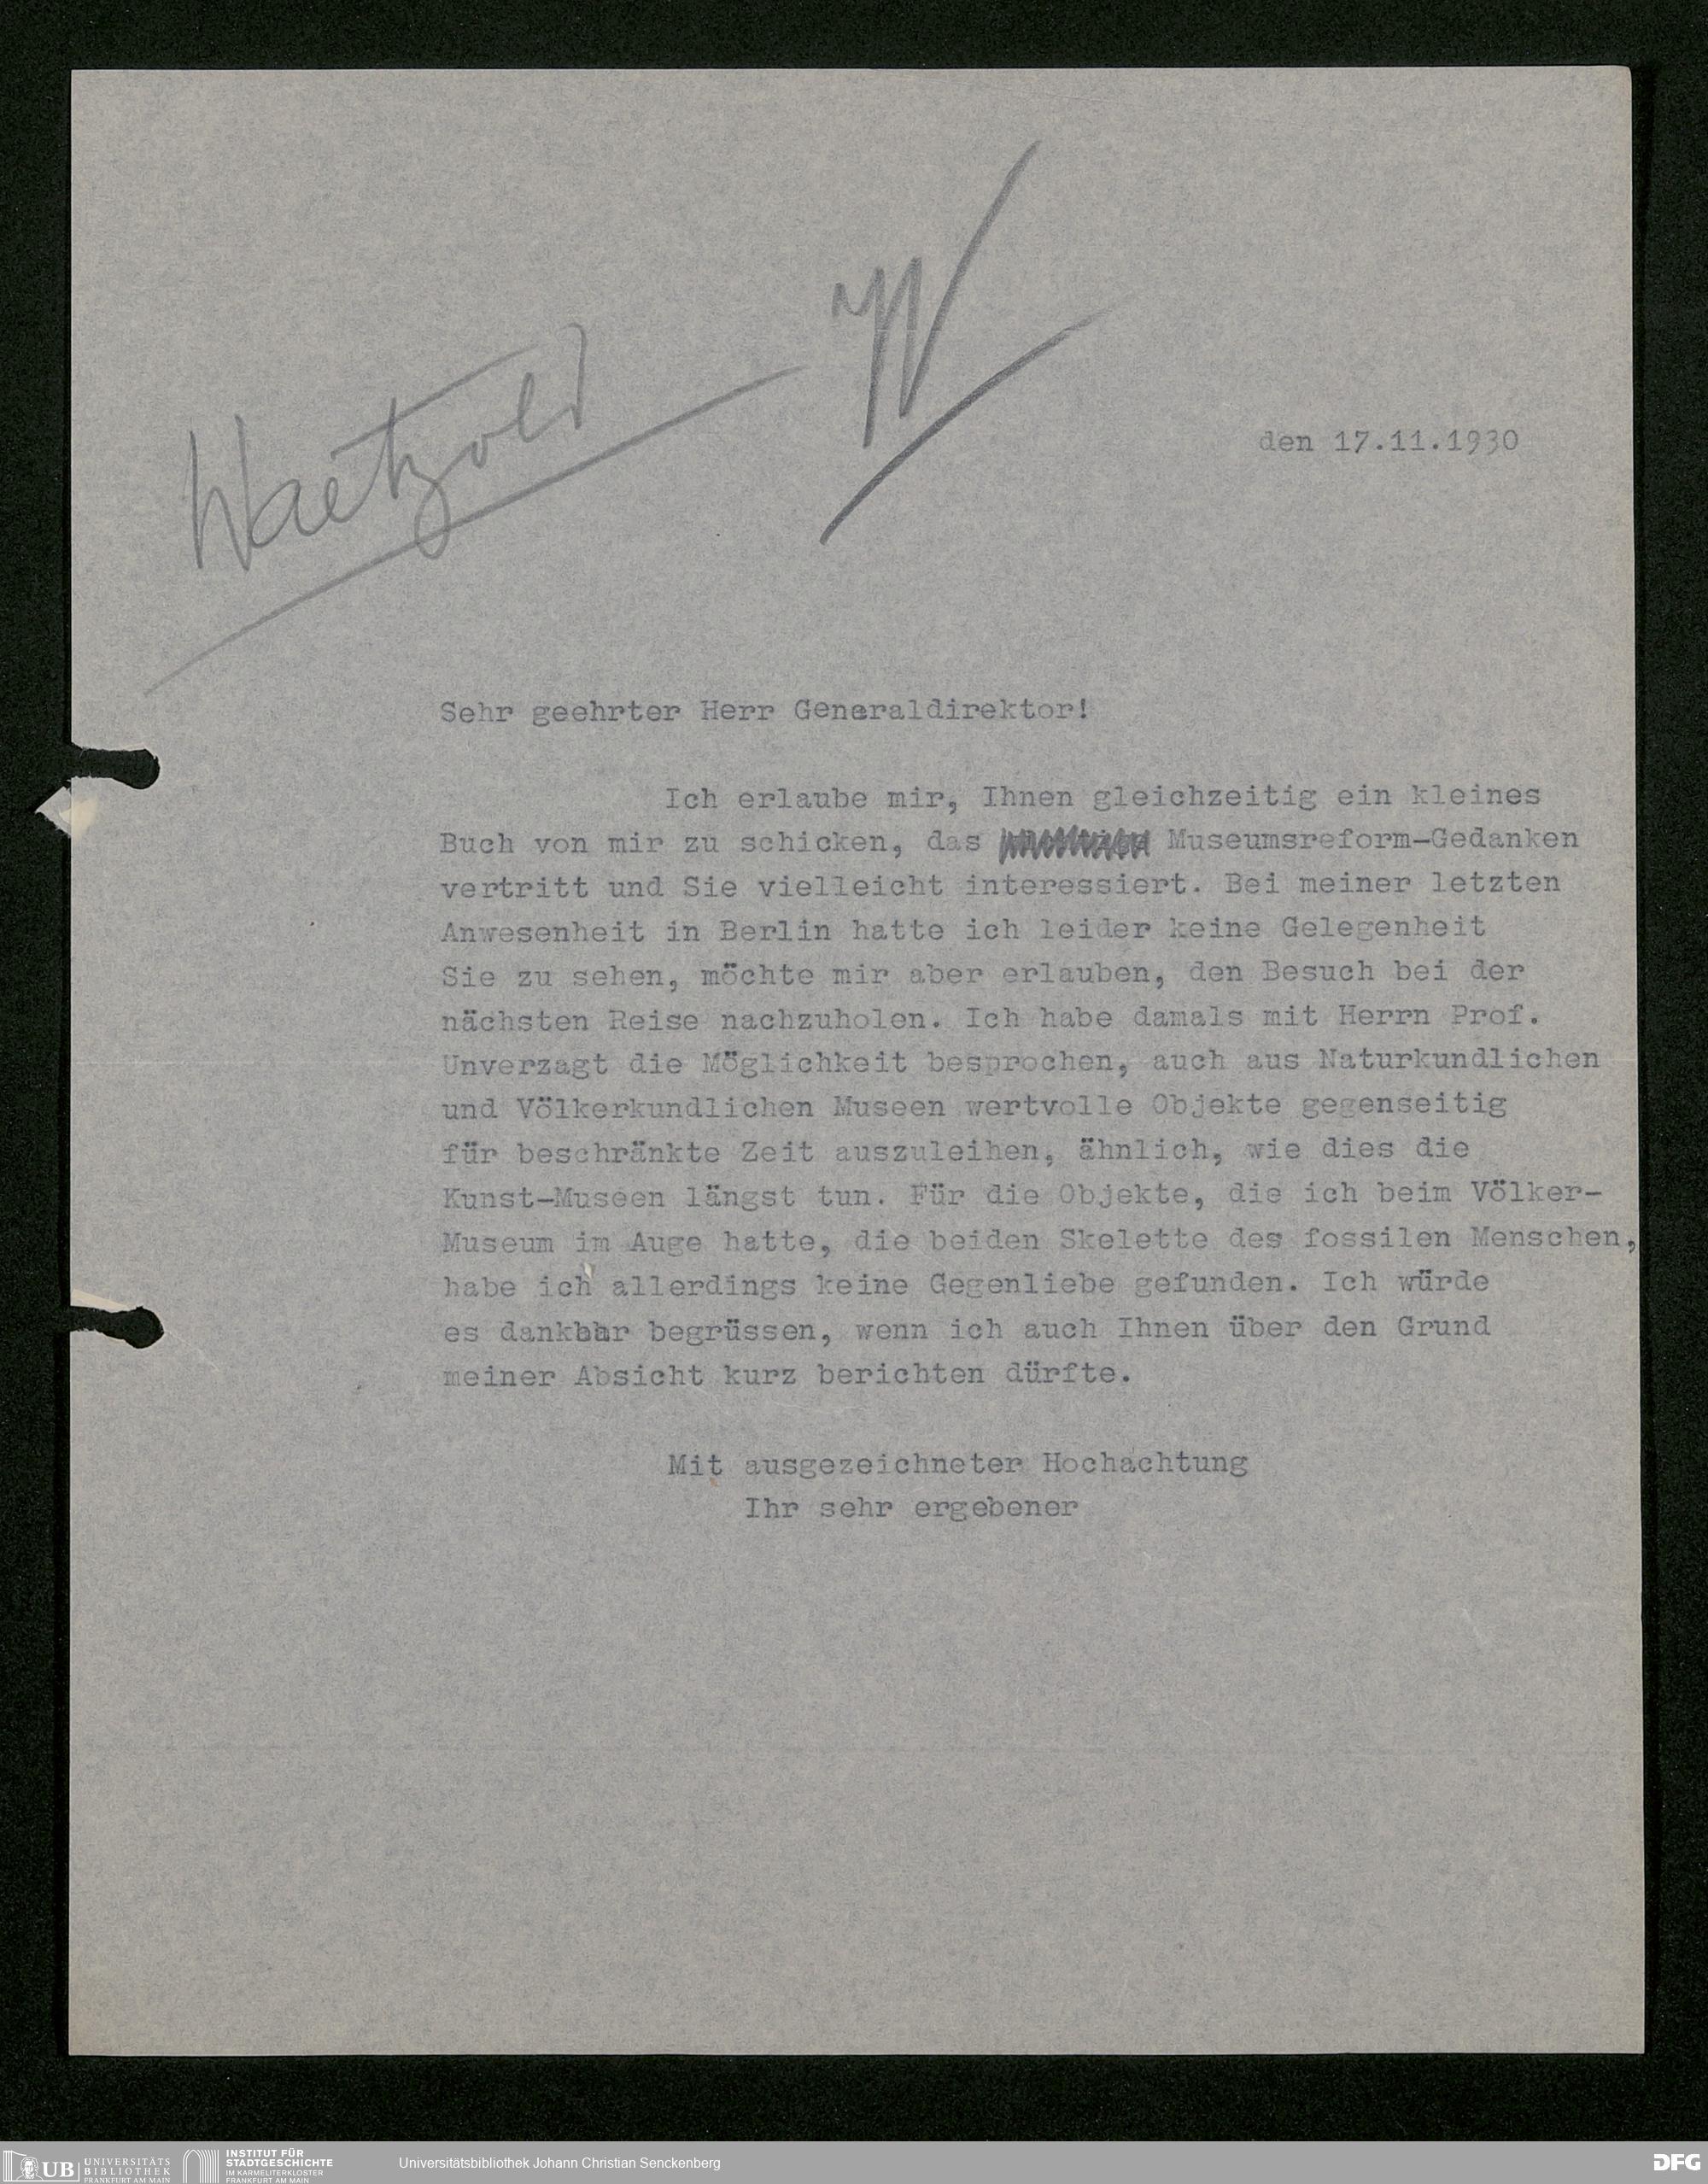 Waetzold
W
den 17.11.1930
Sehr geehrter Herr Generaldirektor!
Ich erlaube mir, Ihnen gleichzeitig ein kleines
Buch von mir zu schicken, das Museumsreform-Gedanken
vertritt und Sie vielleicht interessiert. Bei meiner letzten
Anwesenheit in Berlin hatte ich leider keine Gelegenheit
Sie zu sehen, möchte mir aber erlauben, den Besuch bei der
nächsten Reise nachzuholen. Ich habe damals mit Herrn Prof.
Unverzagt die Möglichkeit besprochen, auch aus Naturkundlichen
und Völkerkundlichen Museen wertvolle Objekte gegenseitig
für beschränkte Zeit auszuleihen, ähnlich, wie dies die
Kunst-Museen längst tun. Für die Objekte, die ich beim Völker-
Museum im Auge hatte, die beiden Skelette des fossilen Menschen,
habe ich allerdings keine Gegenliebe gefunden. Ich würde
es dankbar begrüssen, wenn ich auch Ihnen über den Grund
meiner Absicht kurz berichten dürfte.
Mit ausgezeichneter Hochachtung
Ihr sehr ergebener
UB UNIVERSITÄTS
BIBLIOTHEK
FRANKFURT AM MAIN
INSTITUT FÜR
STADTGESCHICHTE
IM KARMELITERKLOSTER
FRANKFURT AM MAIN
Universitätsbibliothek Johann Christian Senckenberg
DFG